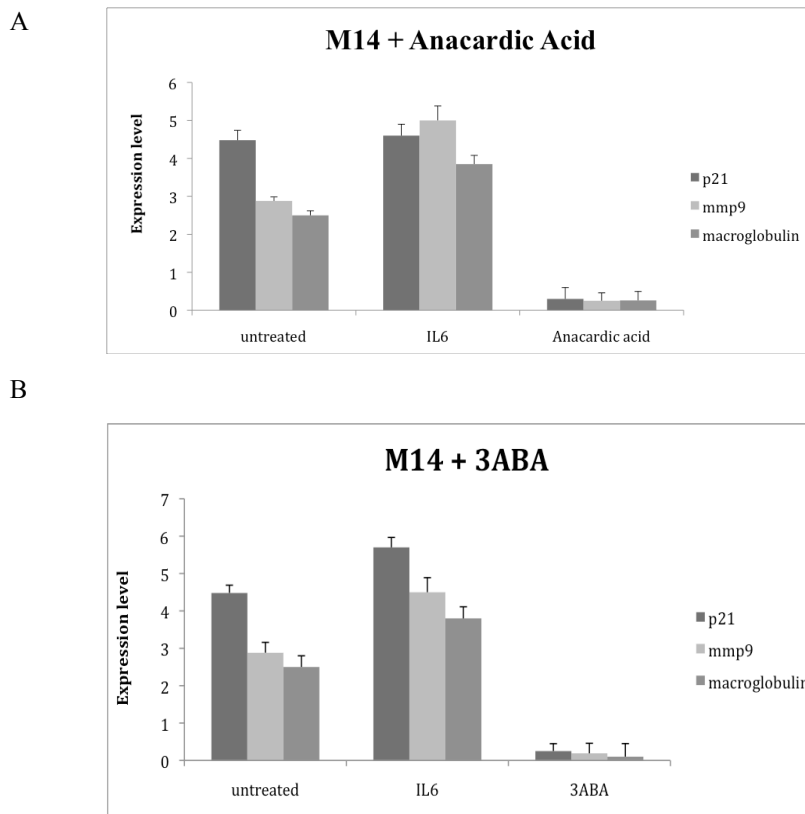 A
M14 + Anacardic Acid
Expression level
6
5
4
3
2
1
0
untreated
IL6
Anacardic acid
p21
mmp9
macroglobulin
B
M14 + 3ABA
Expression level
7
6
5
4
3
2
1
0
untreated
IL6
3ABA
p21
mmp9
macroglobulin